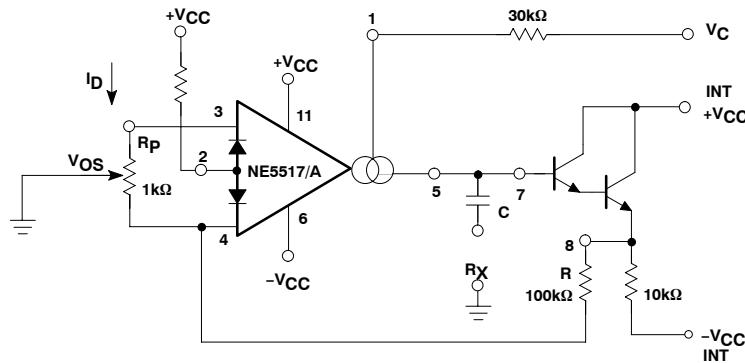 +VCC
1
30kΩ
VC
ID
+VCC
INT
+VCC
3
11
RP
VOS
2
NE5517/A
1kΩ
5
7
C
6
4
−VCC
8
RX
R
100kΩ
10kΩ
−VCC
INT